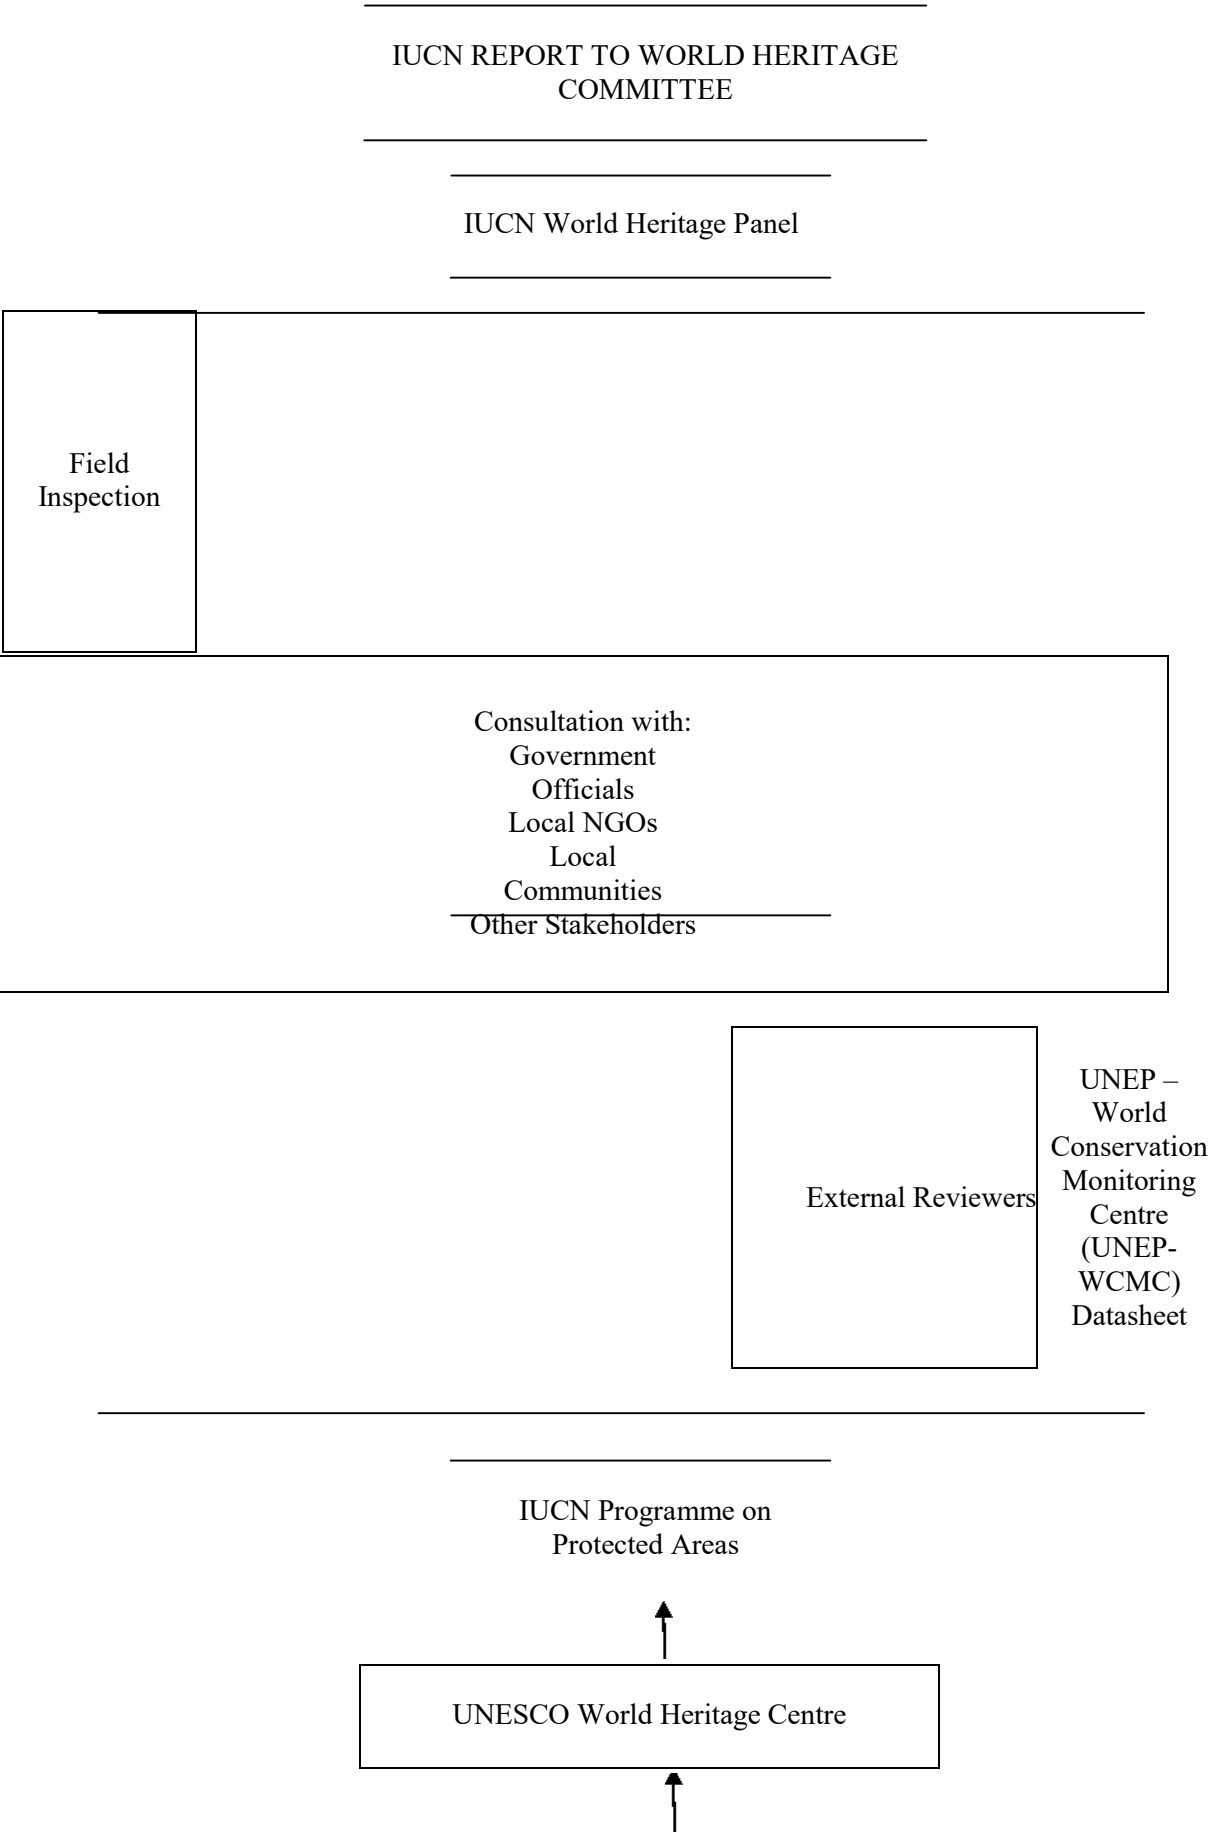 IUCN REPORT TO WORLD HERITAGE
COMMITTEE
IUCN World Heritage Panel
Field
Inspection
Consultation with:
Government
Officials
Local NGOs
Local
Communities
Other Stakeholders
External Reviewers
UNEP –
World
Conservation
Monitoring
Centre
(UNEP-
WCMC)
Datasheet
IUCN Programme on
Protected Areas
UNESCO World Heritage Centre